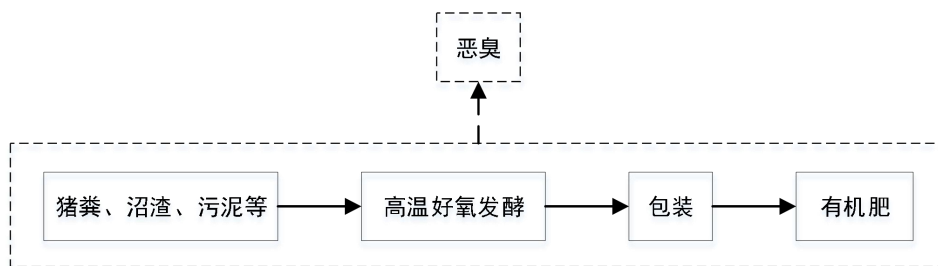 恶臭
猪粪、沼渣、污泥等
高温好氧发酵
包装
有机肥